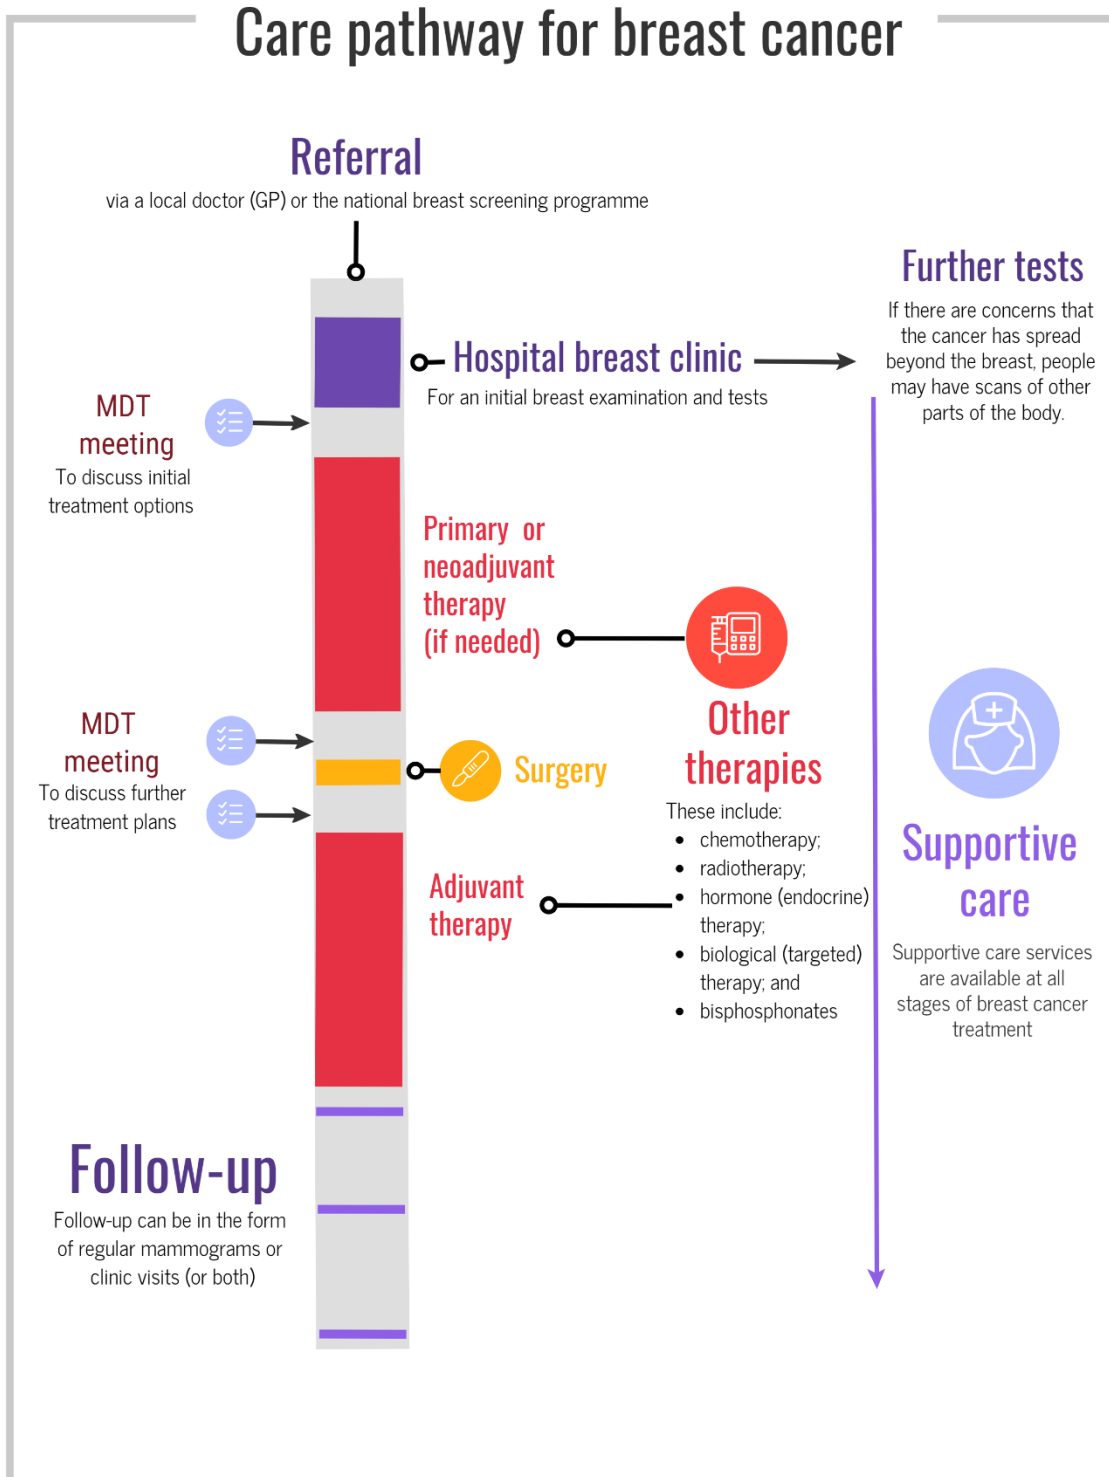 Care pathway for breast cancer
Referral
via a local doctor (GP) or the national breast screening programme
Further tests
If there are concerns that
the cancer has spread
beyond the breast, people
may have scans of other
parts of the body.
Hospital breast clinic
For an initial breast examination and tests
MDT
meeting
To discuss initial
treatment options
Primary or
neoadjuvant
therapy
(if needed)
Other
therapies
These include:
• chemotherapy;
• radiotherapy;
• hormone (endocrine)
therapy;
• biological (targeted)
therapy; and
• bisphosphonates
MDT
meeting
To discuss further
treatment plans
Surgery
Adjuvant
therapy
Supportive
care
Supportive care services
are available at all
stages of breast cancer
treatment
Follow-up
Follow-up can be in the form
of regular mammograms or
clinic visits (or both)